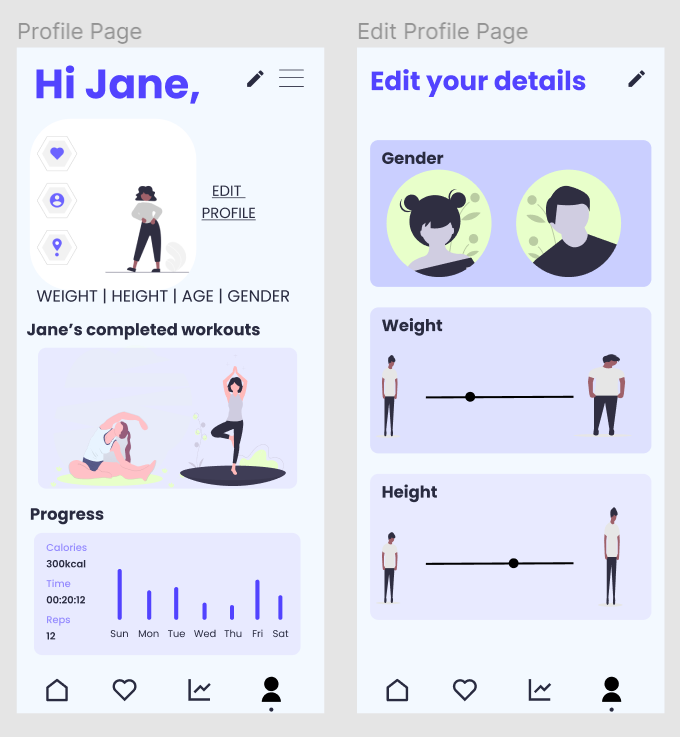 Profile Page
Hi Jane,
EDIT
PROFILE
WEIGHT | HEIGHT | AGE | GENDER
Jane’s completed workouts
Progress
Calories
300kcal
Time
00:20:12
Reps
12
Sun Mon Tue Wed Thu Fri Sat
Edit Profile Page
Edit your details
Gender
Weight
Height